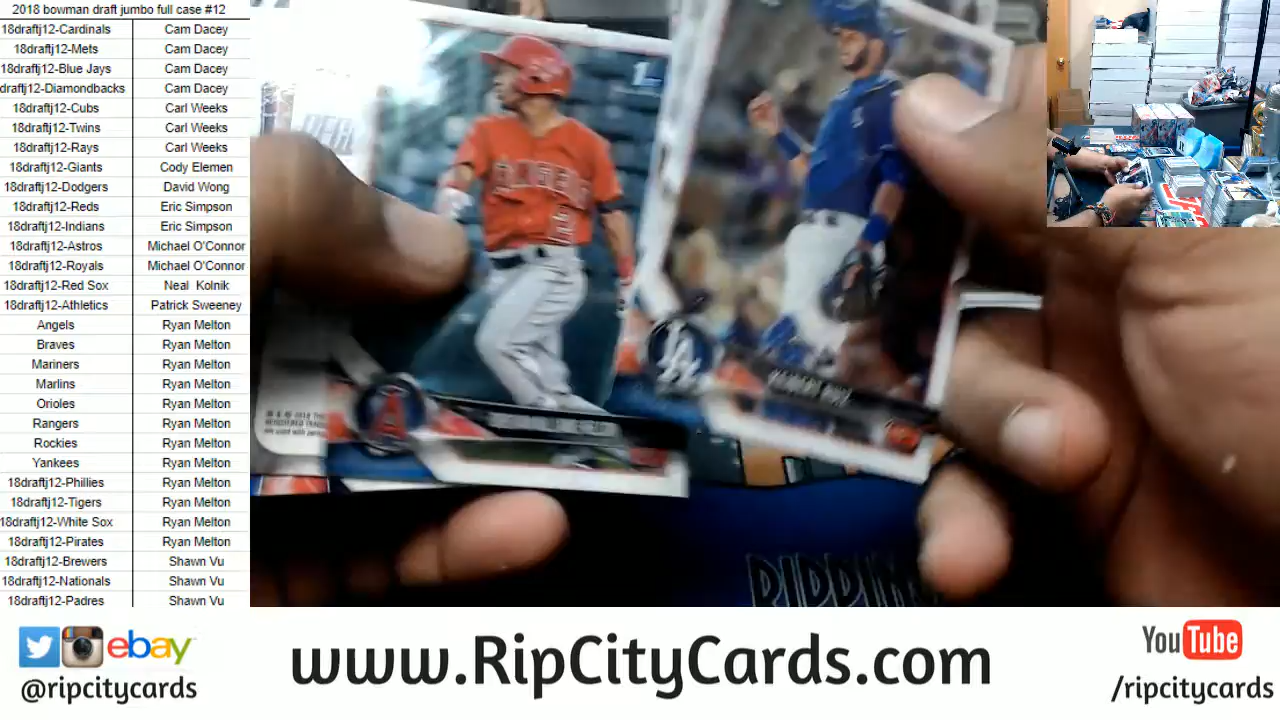 2018 bowman draft jumbo full case #12
18draftj12-Cardinals Cam Dacey
18draftj12-Mets Cam Dacey
18draftj12-Blue Jays Cam Dacey
draftj12-Diamondbacks Cam Dacey
18draftj12-Cubs Carl Weeks
18draftj12-Twins Carl Weeks
18draftj12-Rays Carl Weeks
18draftj12-Giants Cody Elemen
18draftj12-Dodgers David Wong
18draftj12-Reds Eric Simpson
18draftj12-Indians Eric Simpson
18draftj12-Astros Michael O'Connor
18draftj12-Royals Michael O'Connor
18draftj12-Red Sox Neal Kolnik
18draftj12-Athletics Patrick Sweeney
Angels Ryan Melton
Braves Ryan Melton
Mariners Ryan Melton
Marlins Ryan Melton
Orioles Ryan Melton
Rangers Ryan Melton
Rockies Ryan Melton
Yankees Ryan Melton
18draftj12-Phillies Ryan Melton
18draftj12-Tigers Ryan Melton
18draftj12-White Sox Ryan Melton
18draftj12-Pirates Ryan Melton
18draftj12-Brewers Shawn Vu
18draftj12-Nationals Shawn Vu
18draftj12-Padres Shawn Vu
ANGELS
LA
A
RIPPIN
ebay
@ripcitycards
www.RipCityCards.com
YouTube
/ripcitycards